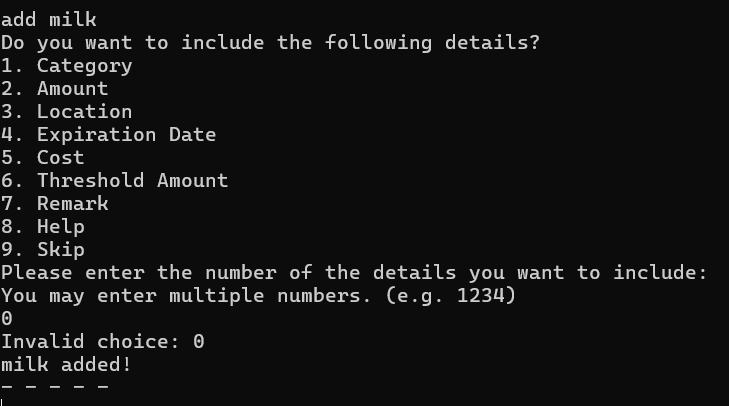 add milk
Do you want to include the following details?
1. Category
2. Amount
3. Location
4. Expiration Date
5. Cost
6. Threshold Amount
7. Remark
8. Help
9. Skip
Please enter the number of the details you want to include:
You may enter multiple numbers. (e.g. 1234)
0
Invalid choice: 0
milk added!
- - - - -